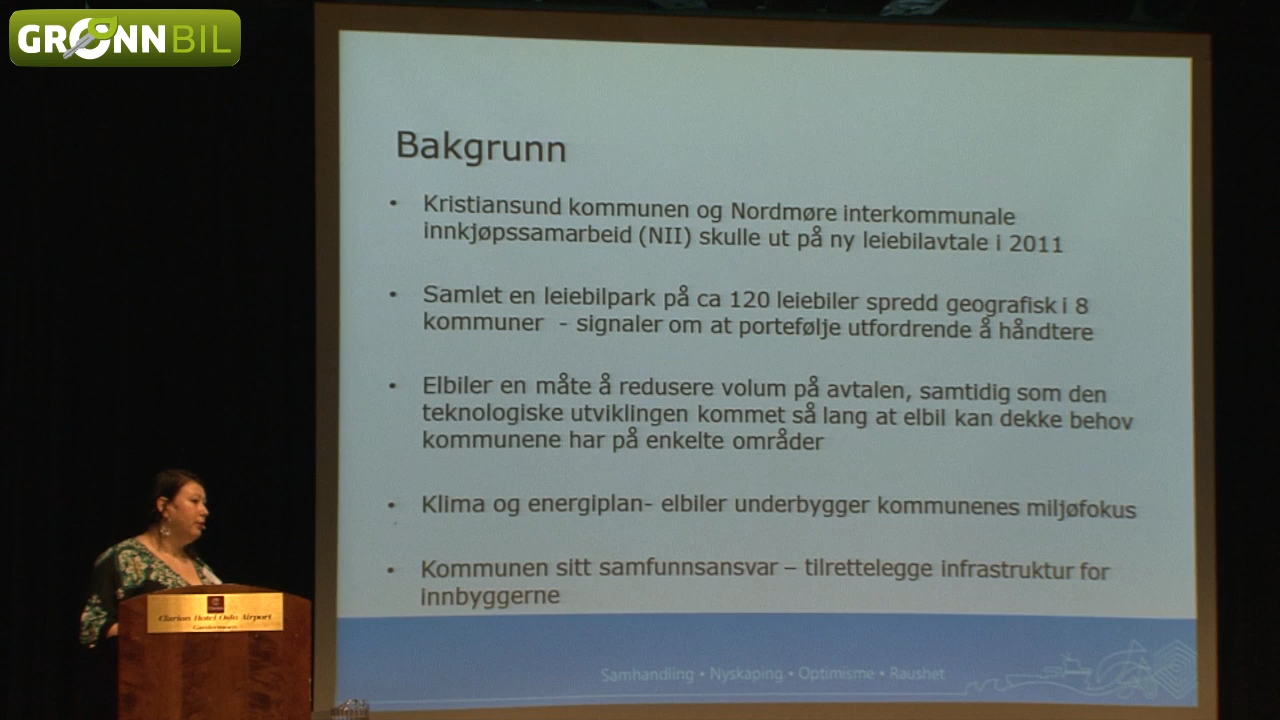 GRØNN BIL
Bakgrunn
• Kristiansund kommunen og Nordmøre interkommunale
innkjøpssamarbeid (NII) skulle ut på ny leiebilavtale i 2011
• Samlet en leiebilpark på ca 120 leiebiler spredd geografisk i 8
kommuner - signaler om at portefølje utfordrende å håndtere
• Elbiler en måte å redusere volum på avtalen, samtidig som den
teknologiske utviklingen kommet så lang at elbil kan dekke behov
kommunene har på enkelte områder
• Klima og energiplan- elbiler underbygger kommunenes miljøfokus
• Kommunen sitt samfunnsansvar – tilrettelegge infrastruktur for
innbyggerne
Samhandling • Nyskaping • Optimisme • Raushet
Clarion
Clarion Hotel Oslo Airport
Gardermoen